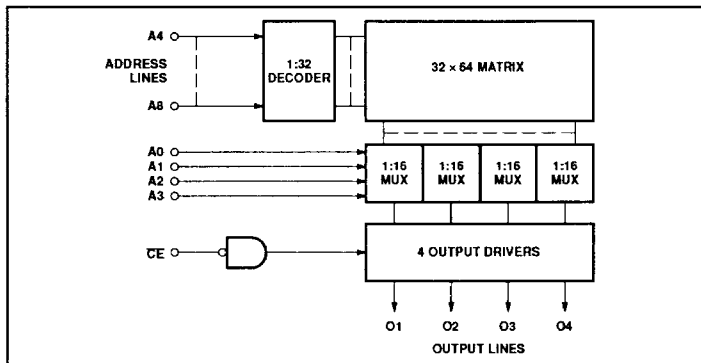 A4
ADDRESS
LINES
A8
1:32
DECODER
32 × 64 MATRIX
A0
A1
A2
A3
1:16
MUX
1:16
MUX
1:16
MUX
1:16
MUX
CE
4 OUTPUT DRIVERS
O1 O2 O3 O4
OUTPUT LINES